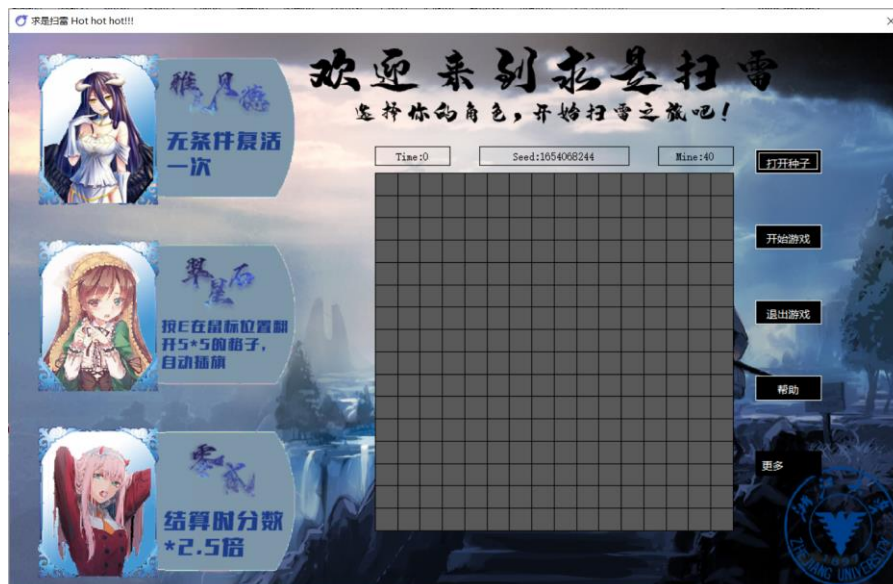 求是扫雷 Hot hot hot!!!
欢迎来到求是扫雷
选择你的角色,开始扫雷之旅吧!
雅儿贝德
无条件复活
一次
翠星石
按E在鼠标位置翻
开5*5的格子,
自动插旗
零贰
结算时分数
*2.5倍
Time:0
Seed:1654068244
Mine:40
打开种子
开始游戏
退出游戏
帮助
更多
ZHEJIANG UNIVERSITY